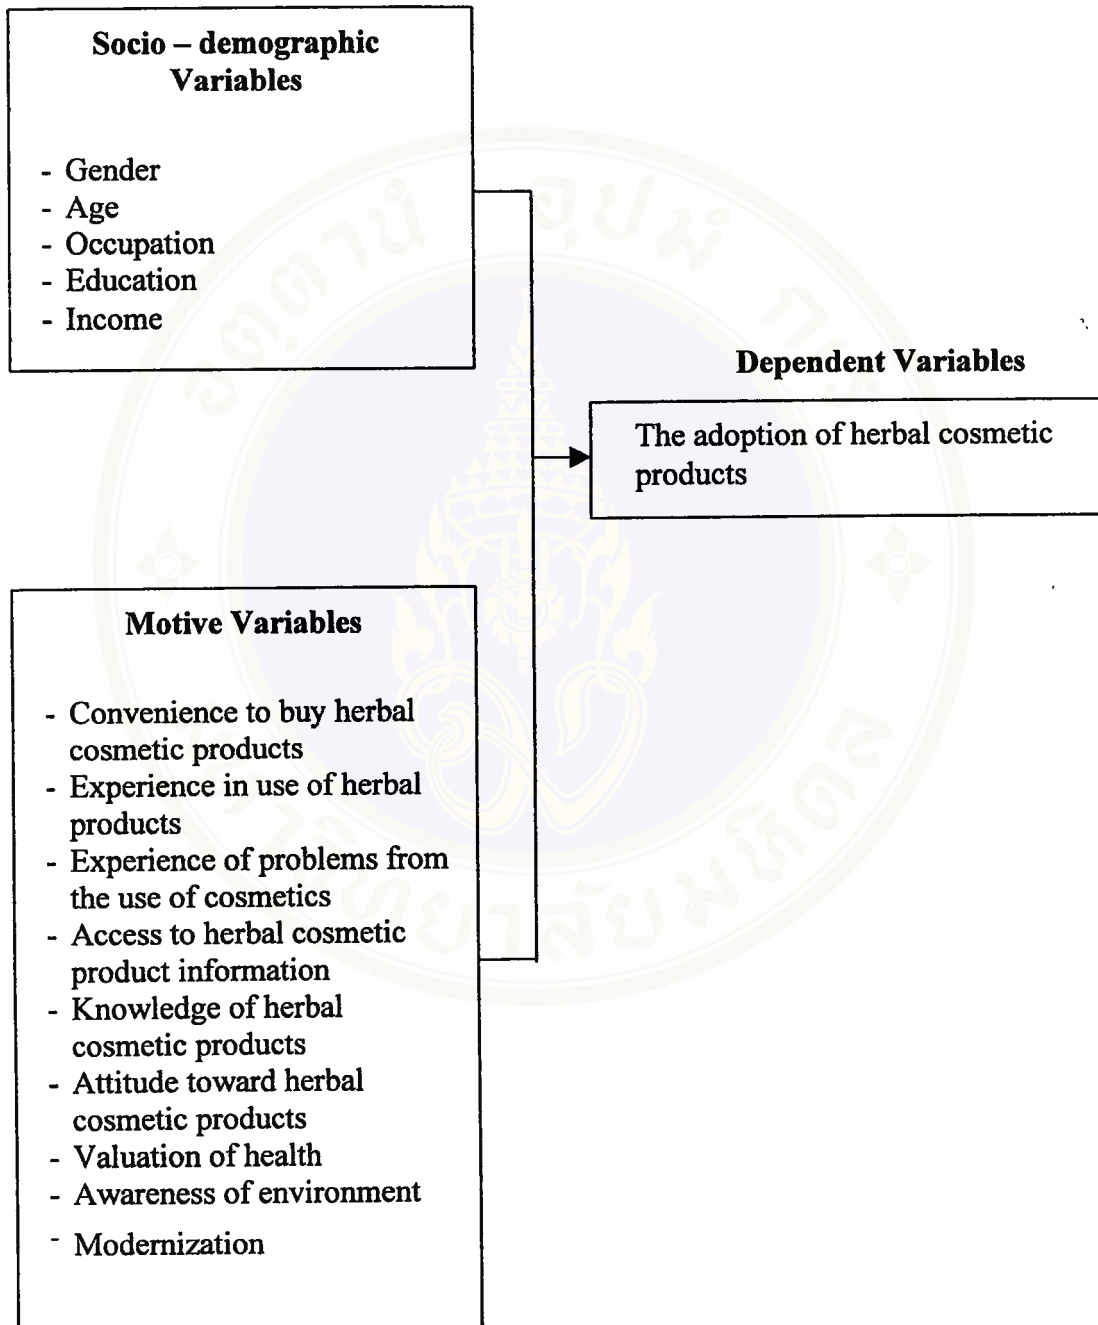 Socio – demographic
Variables
- Gender
- Age
- Occupation
- Education
- Income
Dependent Variables
The adoption of herbal cosmetic
products
Motive Variables
- Convenience to buy herbal
cosmetic products
- Experience in use of herbal
products
- Experience of problems from
the use of cosmetics
- Access to herbal cosmetic
product information
- Knowledge of herbal
cosmetic products
- Attitude toward herbal
cosmetic products
- Valuation of health
- Awareness of environment
- Modernization